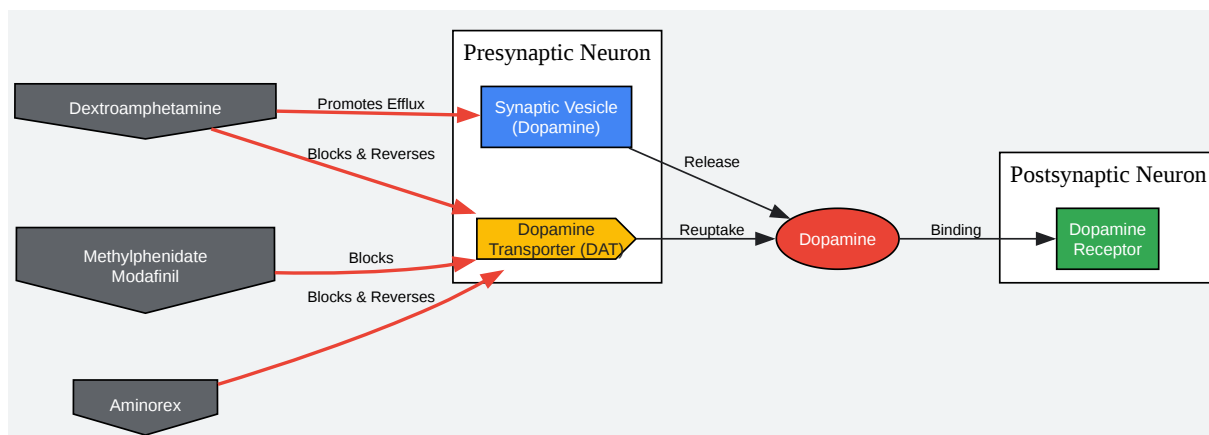 Presynaptic Neuron
Dextroamphetamine
Promotes Efflux
Synaptic Vesicle
(Dopamine)
Blocks & Reverses
Release
Postsynaptic Neuron
Dopamine
Transporter (DAT)
Reuptake
Dopamine
Binding
Dopamine
Receptor
Methylphenidate
Modafinil
Blocks
Blocks & Reverses
Aminorex